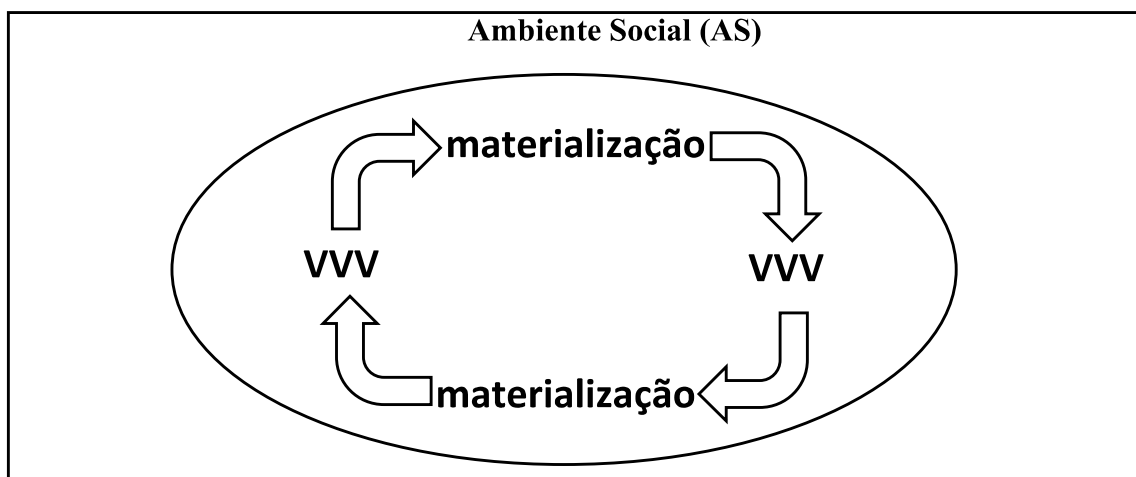 Ambiente Social (AS)
materialização
VVV
VVV
materialização